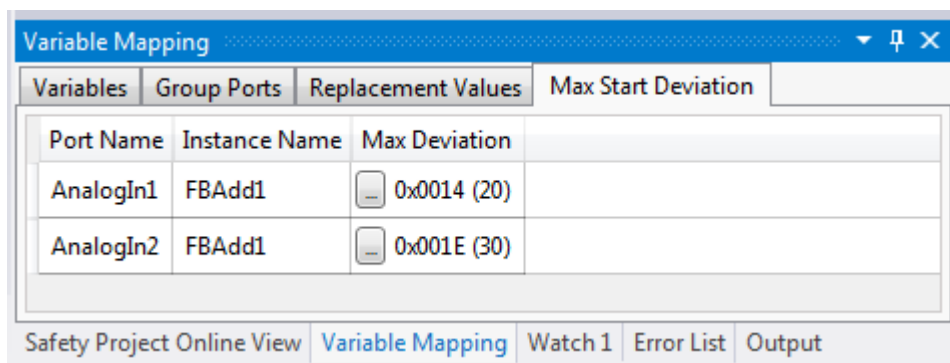 Variable Mapping
Variables Group Ports Replacement Values Max Start Deviation
Port Name Instance Name Max Deviation
AnalogIn1 FBAdd1 ... 0x0014 (20)
AnalogIn2 FBAdd1 ... 0x001E (30)
Safety Project Online View Variable Mapping Watch 1 Error List Output